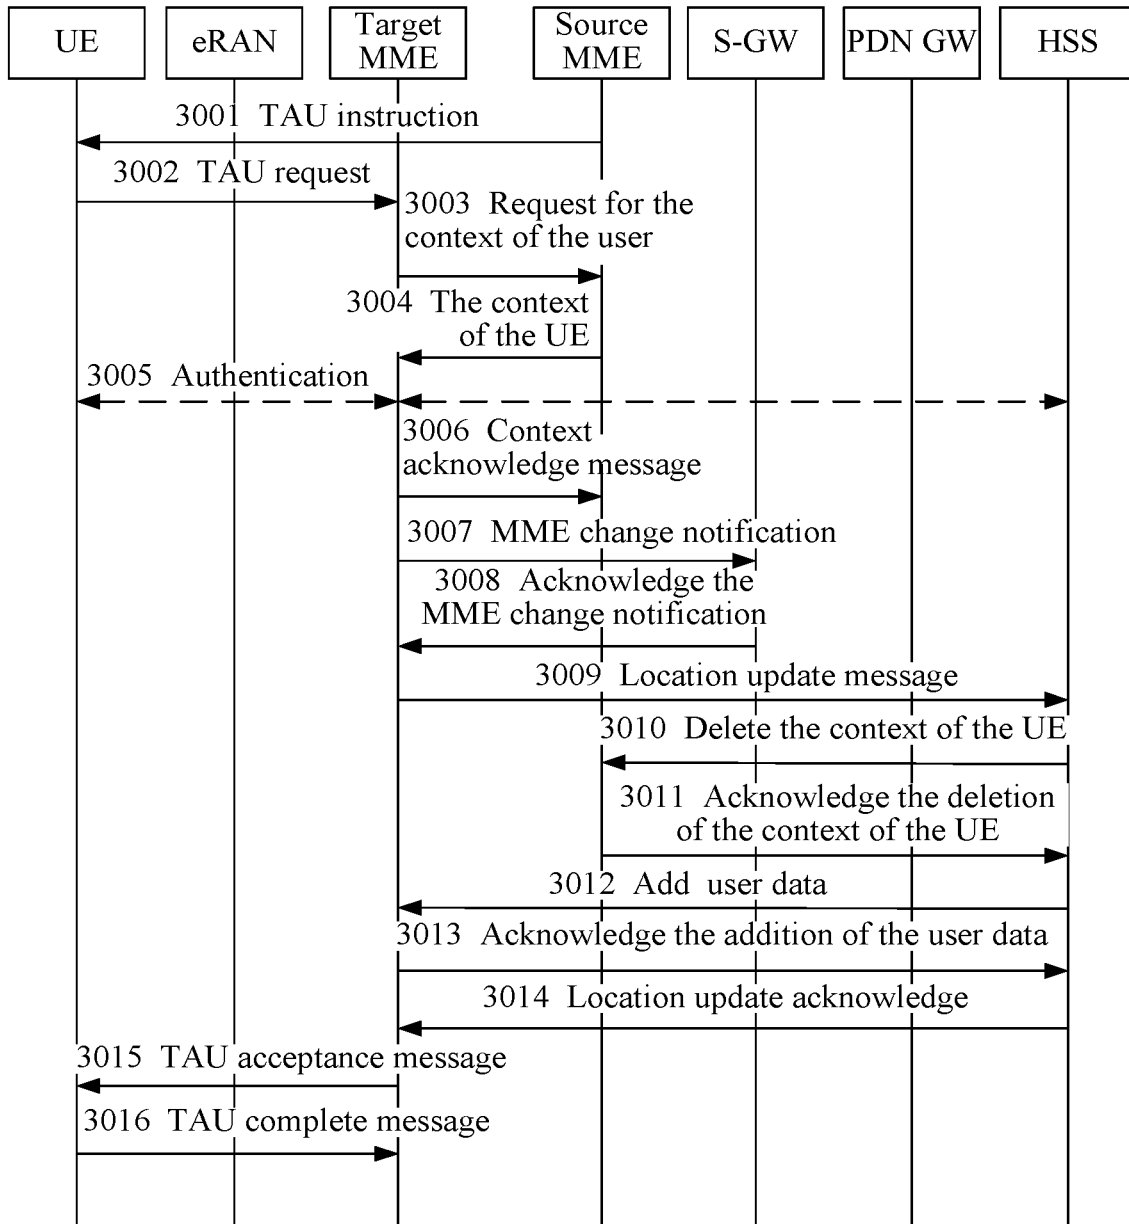 UE
eRAN
Target
MME
Source
MME
S-GW
PDN GW
HSS
3001 TAU instruction
3002 TAU request
3003 Request for the
context of the user
3004 The context
of the UE
3005 Authentication
3006 Context
acknowledge message
3007 MME change notification
3008 Acknowledge the
MME change notification
3009 Location update message
3010 Delete the context of the UE
3011 Acknowledge the deletion
of the context of the UE
3012 Add user data
3013 Acknowledge the addition of the user data
3014 Location update acknowledge
3015 TAU acceptance message
3016 TAU complete message